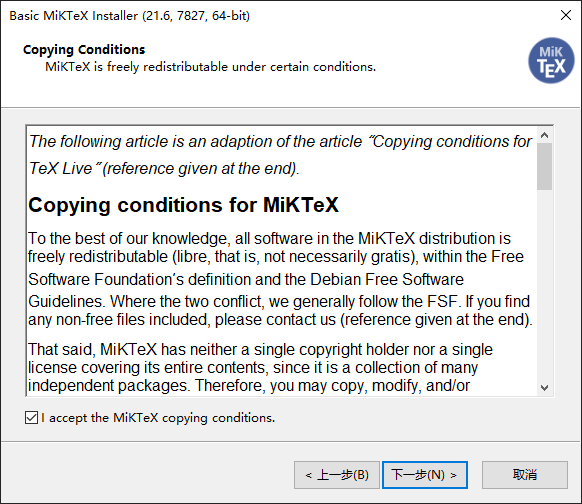 Basic MiKTeX Installer (21.6, 7827, 64-bit)
Copying Conditions
MiKTeX is freely redistributable under certain conditions.
MiK
TEX
The following article is an adaption of the article "Copying conditions for
TeX Live" (reference given at the end).
Copying conditions for MiKTeX
To the best of our knowledge, all software in the MiKTeX distribution is
freely redistributable (libre, that is, not necessarily gratis), within the Free
Software Foundation's definition and the Debian Free Software
Guidelines. Where the two conflict, we generally follow the FSF. If you find
any non-free files included, please contact us (reference given at the end).
That said, MiKTeX has neither a single copyright holder nor a single
license covering its entire contents, since it is a collection of many
independent packages. Therefore, you may copy, modify, and/or
I accept the MiKTeX copying conditions.
< 上一步(B)
下一步(N) >
取消